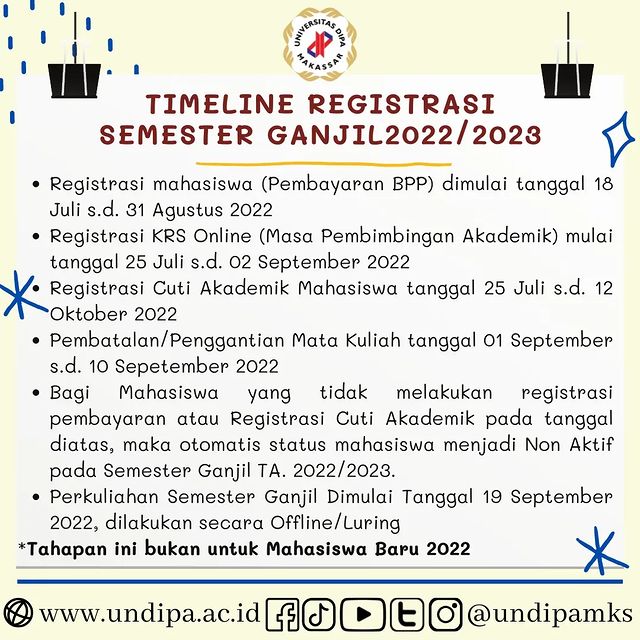 UNIVERSITAS DIPA
MAKASSAR
TIMELINE REGISTRASI
SEMESTER GANJIL2022/2023
• Registrasi mahasiswa (Pembayaran BPP) dimulai tanggal 18
Juli s.d. 31 Agustus 2022
• Registrasi KRS Online (Masa Pembimbingan Akademik) mulai
tanggal 25 Juli s.d. 02 September 2022
• Registrasi Cuti Akademik Mahasiswa tanggal 25 Juli s.d. 12
Oktober 2022
• Pembatalan/Penggantian Mata Kuliah tanggal 01 September
s.d. 10 Sepetember 2022
• Bagi Mahasiswa yang tidak melakukan registrasi
pembayaran atau Registrasi Cuti Akademik pada tanggal
diatas, maka otomatis status mahasiswa menjadi Non Aktif
pada Semester Ganjil TA. 2022/2023.
• Perkuliahan Semester Ganjil Dimulai Tanggal 19 September
2022, dilakukan secara Offline/Luring
*Tahapan ini bukan untuk Mahasiswa Baru 2022
www.undipa.ac.id @undipamks